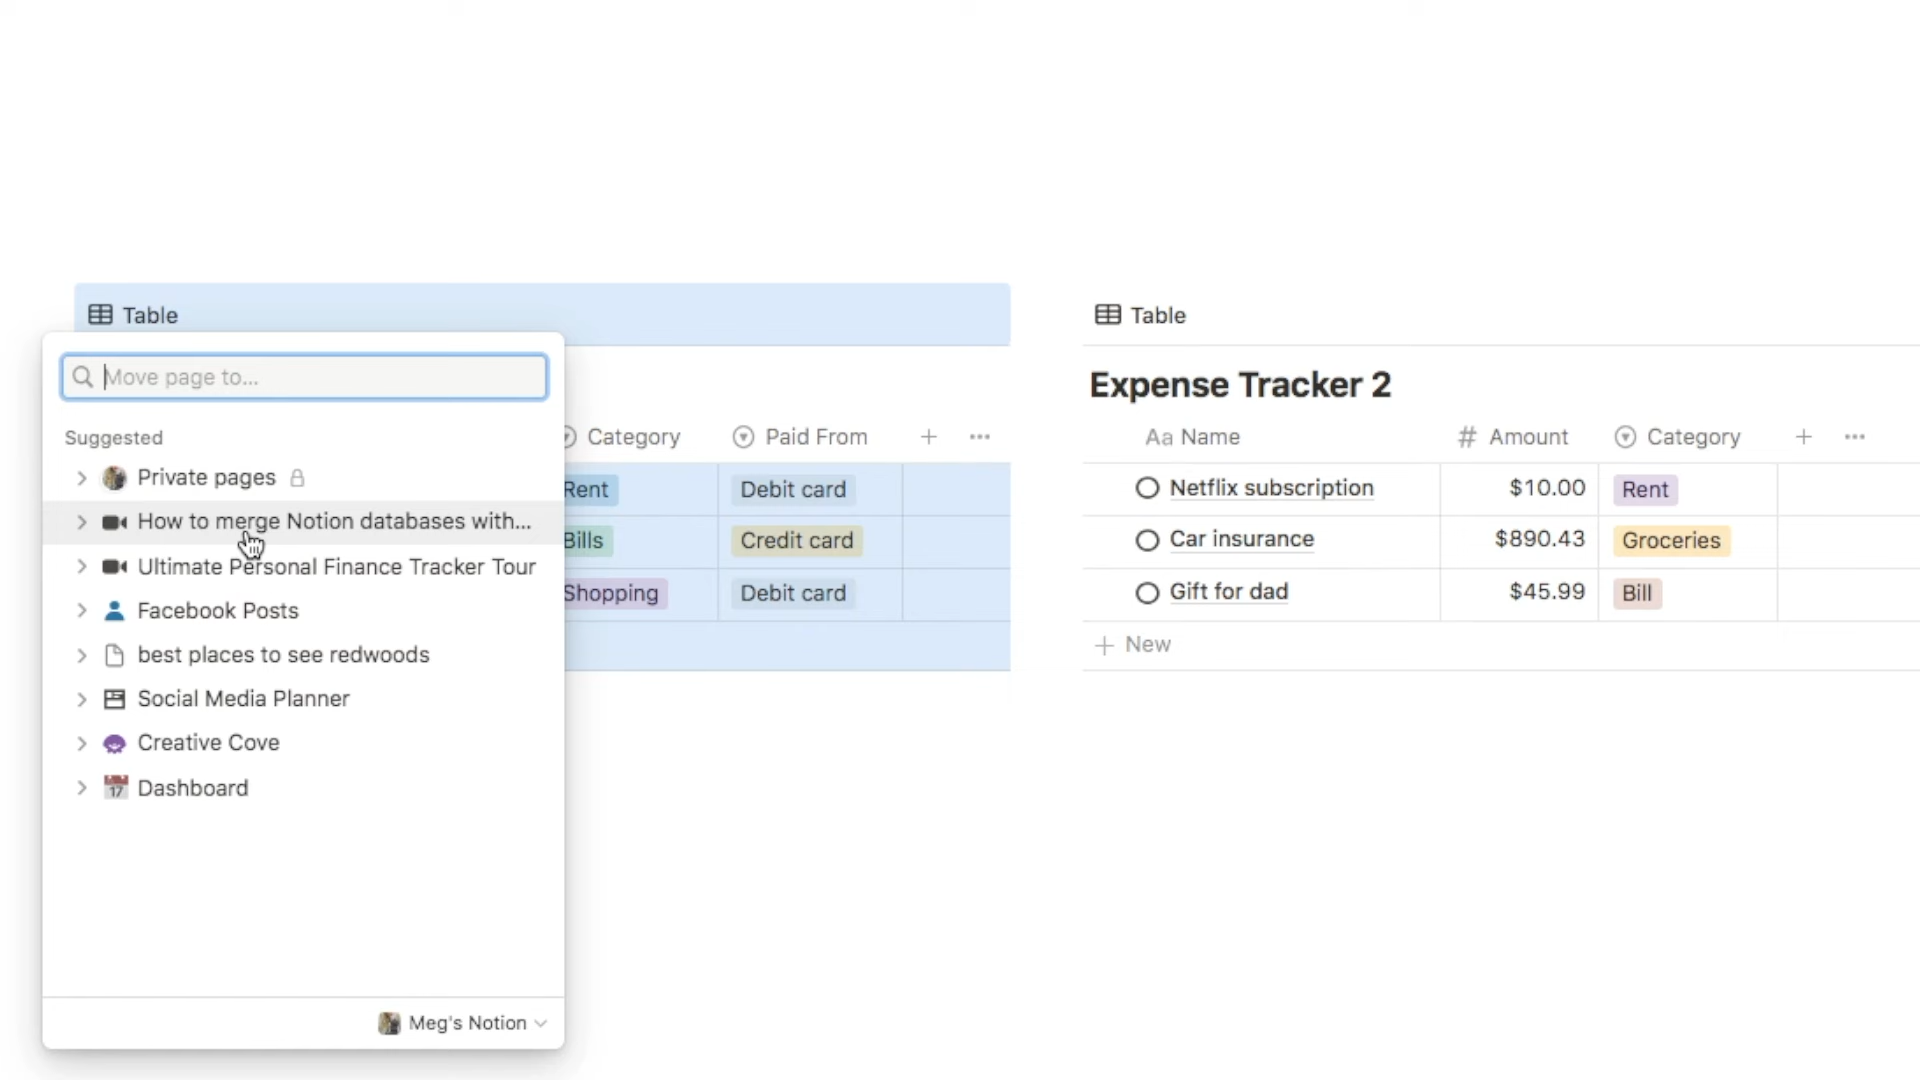 Table
Move page to...
Suggested
Private pages
How to merge Notion databases with...
Ultimate Personal Finance Tracker Tour
Facebook Posts
best places to see redwoods
Social Media Planner
Creative Cove
17 Dashboard
Meg's Notion
Category Paid From + •••
Rent Debit card
Bills Credit card
Shopping Debit card
Table
Expense Tracker 2
Aa Name # Amount Category + •••
Netflix subscription $10.00 Rent
Car insurance $890.43 Groceries
Gift for dad $45.99 Bill
+ New